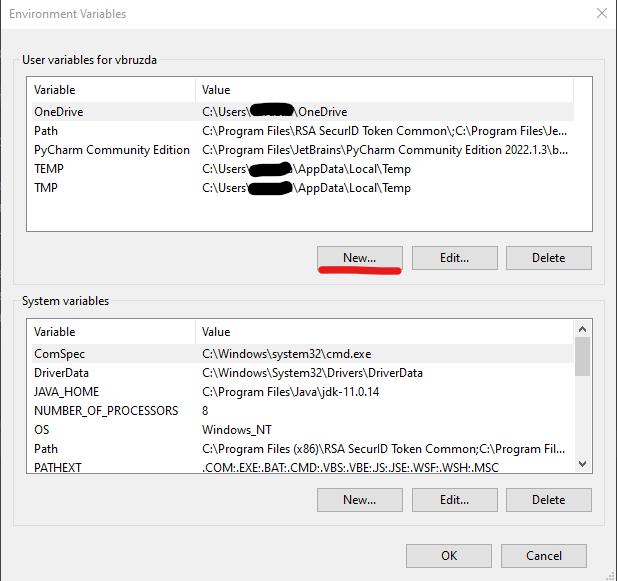 Environment Variables
User variables for vbruzda
Variable Value
OneDrive C:\Users\ \OneDrive
Path C:\Program Files\RSA SecurID Token Common\;C:\Program Files\Je...
PyCharm Community Edition C:\Program Files\JetBrains\PyCharm Community Edition 2022.1.3\b...
TEMP C:\Users\ \AppData\Local\Temp
TMP C:\Users\ \AppData\Local\Temp
New... Edit... Delete
System variables
Variable Value
ComSpec C:\Windows\system32\cmd.exe
DriverData C:\Windows\System32\Drivers\DriverData
JAVA_HOME C:\Program Files\Java\jdk-11.0.14
NUMBER_OF_PROCESSORS 8
OS Windows_NT
Path C:\Program Files (x86)\RSA SecurID Token Common;C:\Program Fil...
PATHEXT .COM;.EXE;.BAT;.CMD;.VBS;.VBE;.JS;.JSE;.WSF;.WSH;.MSC
New... Edit... Delete
OK Cancel